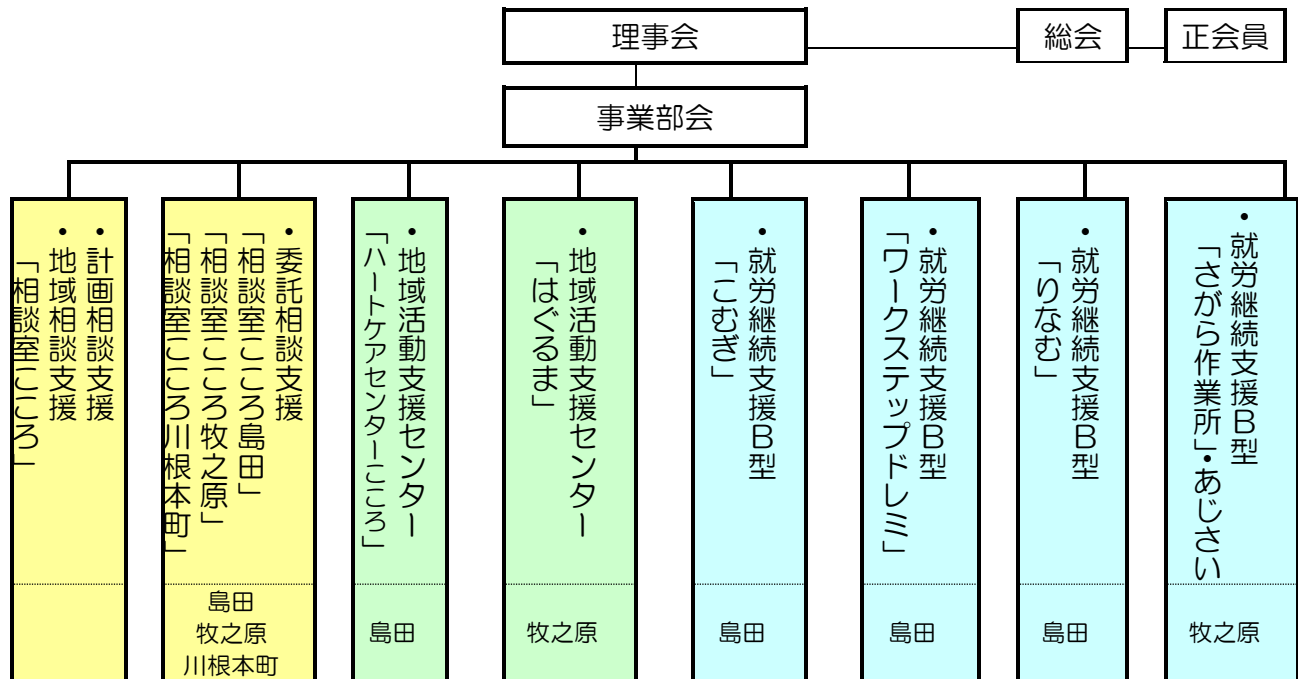 理事会
総会
正会員
事業部会
・計画相談支援
・地域相談支援
「相談室こころ」
・委託相談支援
「相談室こころ島田」
「相談室こころ牧之原」
「相談室こころ川根本町」
・地域活動支援センター
「ハートケアセンターこころ」
・地域活動支援センター
「はぐるま」
・就労継続支援B型
「こむぎ」
・就労継続支援B型
「ワークステップドレミ」
・就労継続支援B型
「りなむ」
・就労継続支援B型
「さがら作業所」・あじさい
島田
牧之原
川根本町
島田
牧之原
島田
島田
島田
牧之原